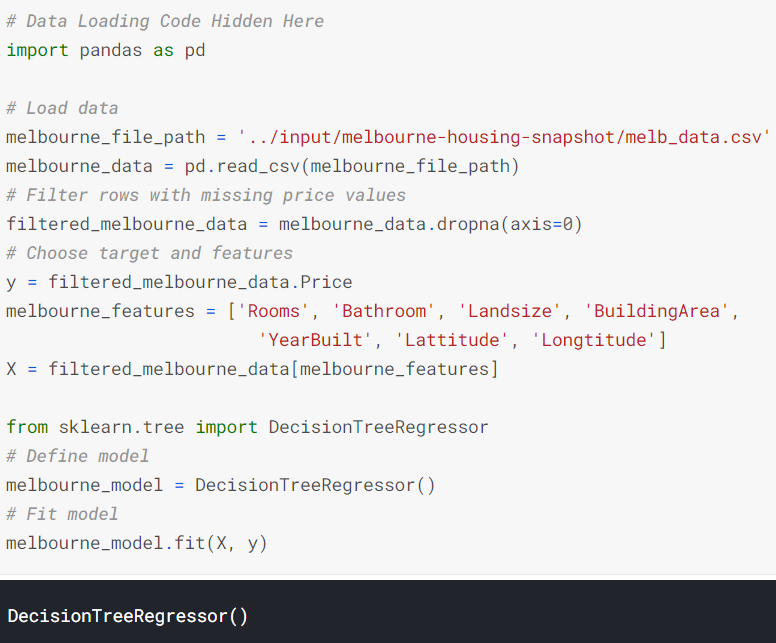 # Data Loading Code Hidden Here
import pandas as pd
# Load data
melbourne_file_path = '../input/melbourne-housing-snapshot/melb_data.csv'
melbourne_data = pd.read_csv(melbourne_file_path)
# Filter rows with missing price values
filtered_melbourne_data = melbourne_data.dropna(axis=0)
# Choose target and features
y = filtered_melbourne_data.Price
melbourne_features = ['Rooms', 'Bathroom', 'Landsize', 'BuildingArea',
                        'YearBuilt', 'Lattitude', 'Longtitude']
X = filtered_melbourne_data[melbourne_features]
from sklearn.tree import DecisionTreeRegressor
# Define model
melbourne_model = DecisionTreeRegressor()
# Fit model
melbourne_model.fit(X, y)
DecisionTreeRegressor()